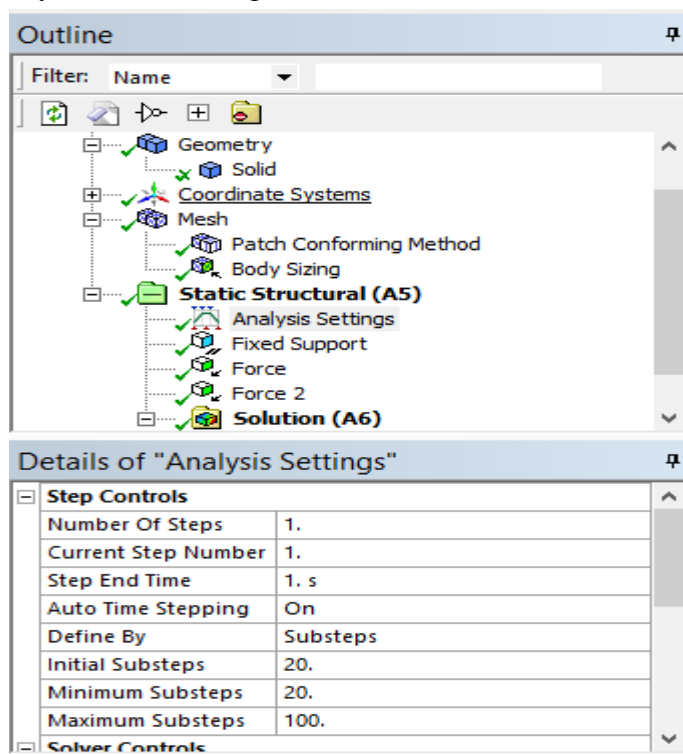 Outline
Filter: Name
Geometry
Solid
Coordinate Systems
Mesh
Patch Conforming Method
Body Sizing
Static Structural (A5)
Analysis Settings
Fixed Support
Force
Force 2
Solution (A6)
Details of "Analysis Settings"
Step Controls
Number Of Steps 1.
Current Step Number 1.
Step End Time 1. s
Auto Time Stepping On
Define By Substeps
Initial Substeps 20.
Minimum Substeps 20.
Maximum Substeps 100.
Solver Controls